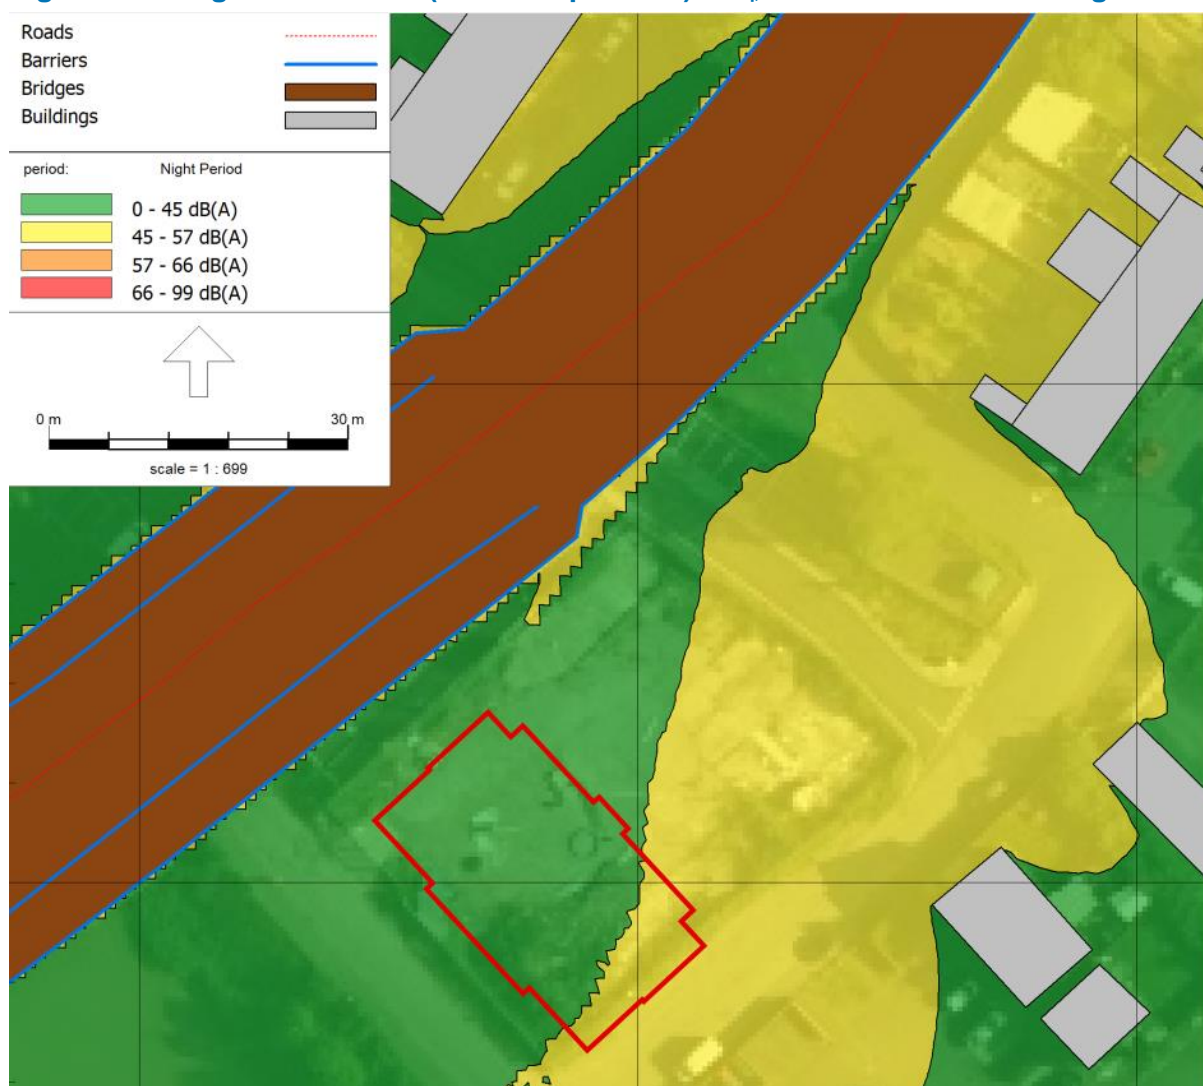 Roads
Barriers
Bridges
Buildings
period: Night Period
0 - 45 dB(A)
45 - 57 dB(A)
57 - 66 dB(A)
66 - 99 dB(A)
0 m 30 m
scale = 1 : 699